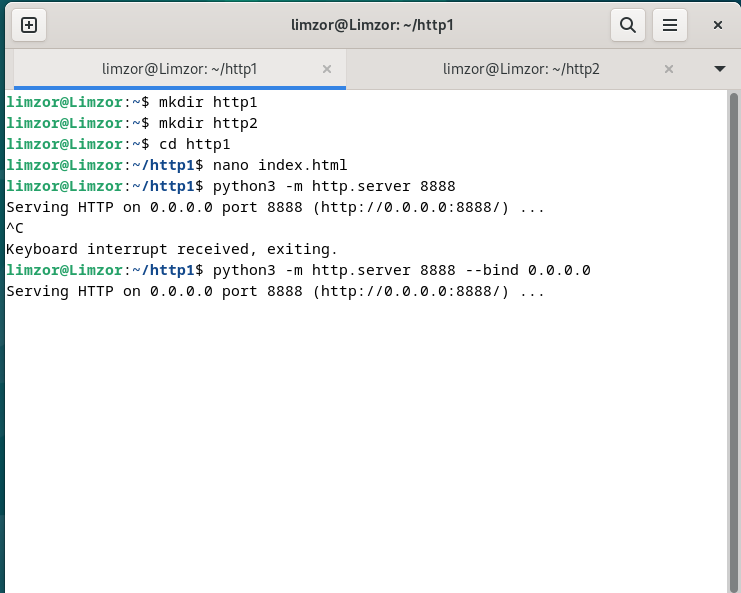 limzor@Limzor: ~/http1
limzor@Limzor: ~/http1
limzor@Limzor: ~/http2
limzor@Limzor:~$ mkdir http1
limzor@Limzor:~$ mkdir http2
limzor@Limzor:~$ cd http1
limzor@Limzor:~/http1$ nano index.html
limzor@Limzor:~/http1$ python3 -m http.server 8888
Serving HTTP on 0.0.0.0 port 8888 (http://0.0.0.0:8888/) ...
^C
Keyboard interrupt received, exiting.
limzor@Limzor:~/http1$ python3 -m http.server 8888 --bind 0.0.0.0
Serving HTTP on 0.0.0.0 port 8888 (http://0.0.0.0:8888/) ...